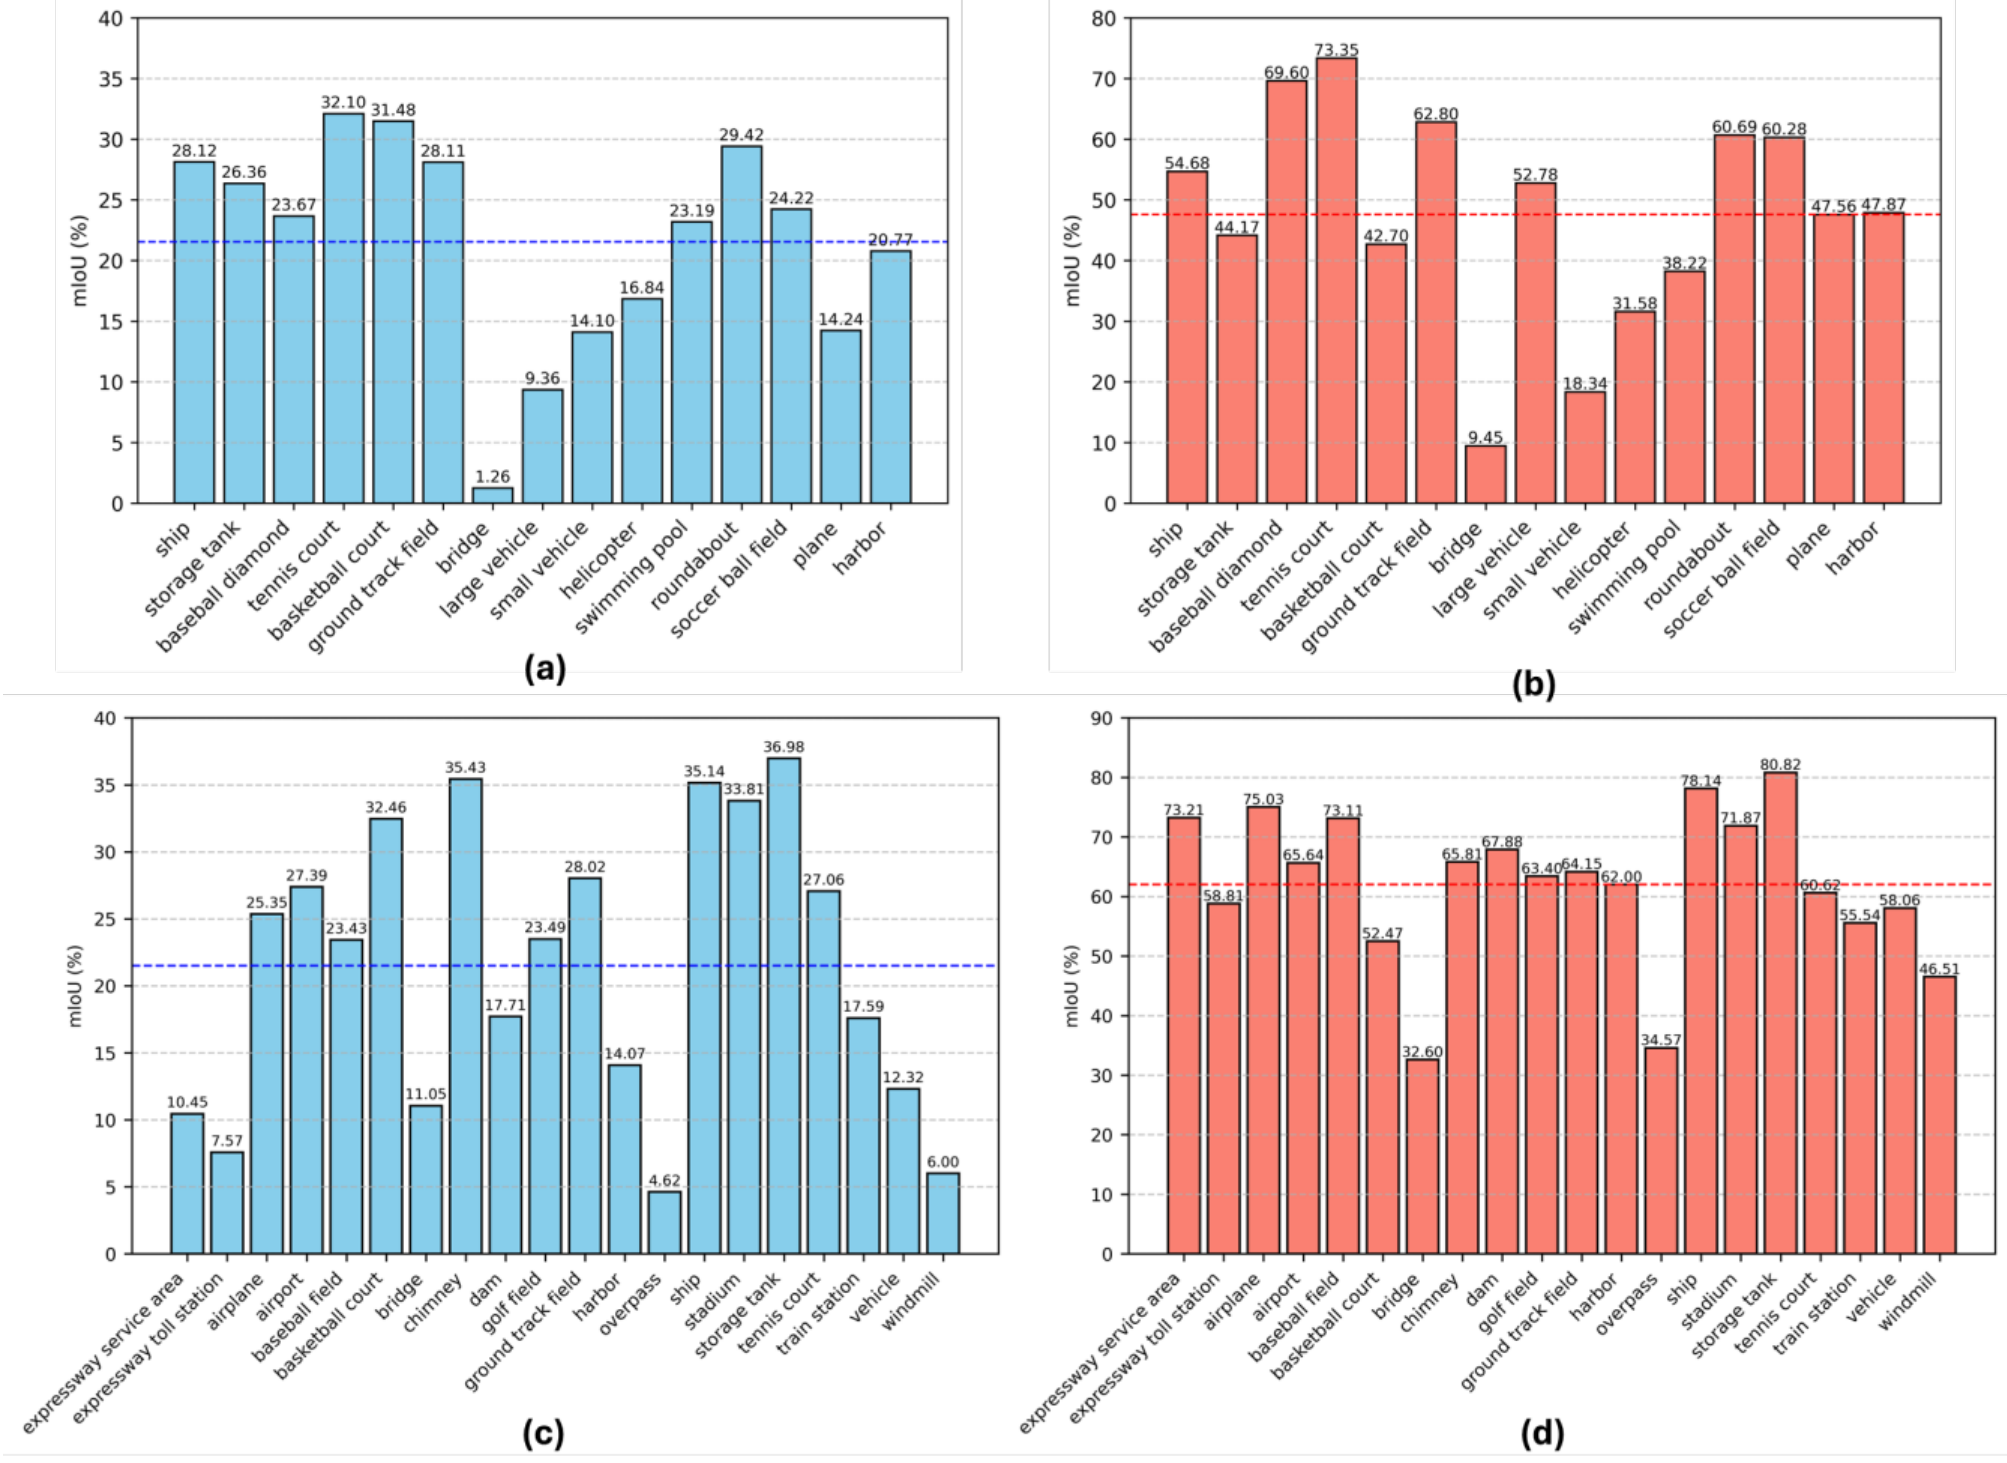 40
35
30
25
20
15
10
5
0
mIoU (%)
28.12
26.36
23.67
32.10
31.48
28.11
1.26
9.36
14.10
16.84
23.19
29.42
24.22
14.24
20.77
ship
storage tank
baseball diamond
tennis court
basketball court
ground track field
bridge
large vehicle
small vehicle
helicopter
swimming pool
roundabout
soccer ball field
plane
harbor
(a)
80
70
60
50
40
30
20
10
0
mIoU (%)
54.68
44.17
69.60
73.35
42.70
62.80
9.45
52.78
18.34
31.58
38.22
60.69
60.28
47.56
47.87
ship
storage tank
baseball diamond
tennis court
basketball court
ground track field
bridge
large vehicle
small vehicle
helicopter
swimming pool
roundabout
soccer ball field
plane
harbor
(b)
40
35
30
25
20
15
10
5
0
mIoU (%)
10.45
7.57
25.35
27.39
23.43
32.46
11.05
35.43
17.71
23.49
28.02
14.07
4.62
35.14
33.81
36.98
27.06
17.59
12.32
6.00
expressway service area
expressway toll station
airplane
airport
baseball field
basketball court
bridge
chimney
dam
golf field
ground track field
harbor
overpass
ship
stadium
storage tank
tennis court
train station
vehicle
windmill
(c)
90
80
70
60
50
40
30
20
10
0
mIoU (%)
73.21
58.81
75.03
65.64
73.11
52.47
32.60
65.81
67.88
63.40
64.15
62.00
34.57
78.14
71.87
80.82
60.62
55.54
58.06
46.51
expressway service area
expressway toll station
airplane
airport
baseball field
basketball court
bridge
chimney
dam
golf field
ground track field
harbor
overpass
ship
stadium
storage tank
tennis court
train station
vehicle
windmill
(d)